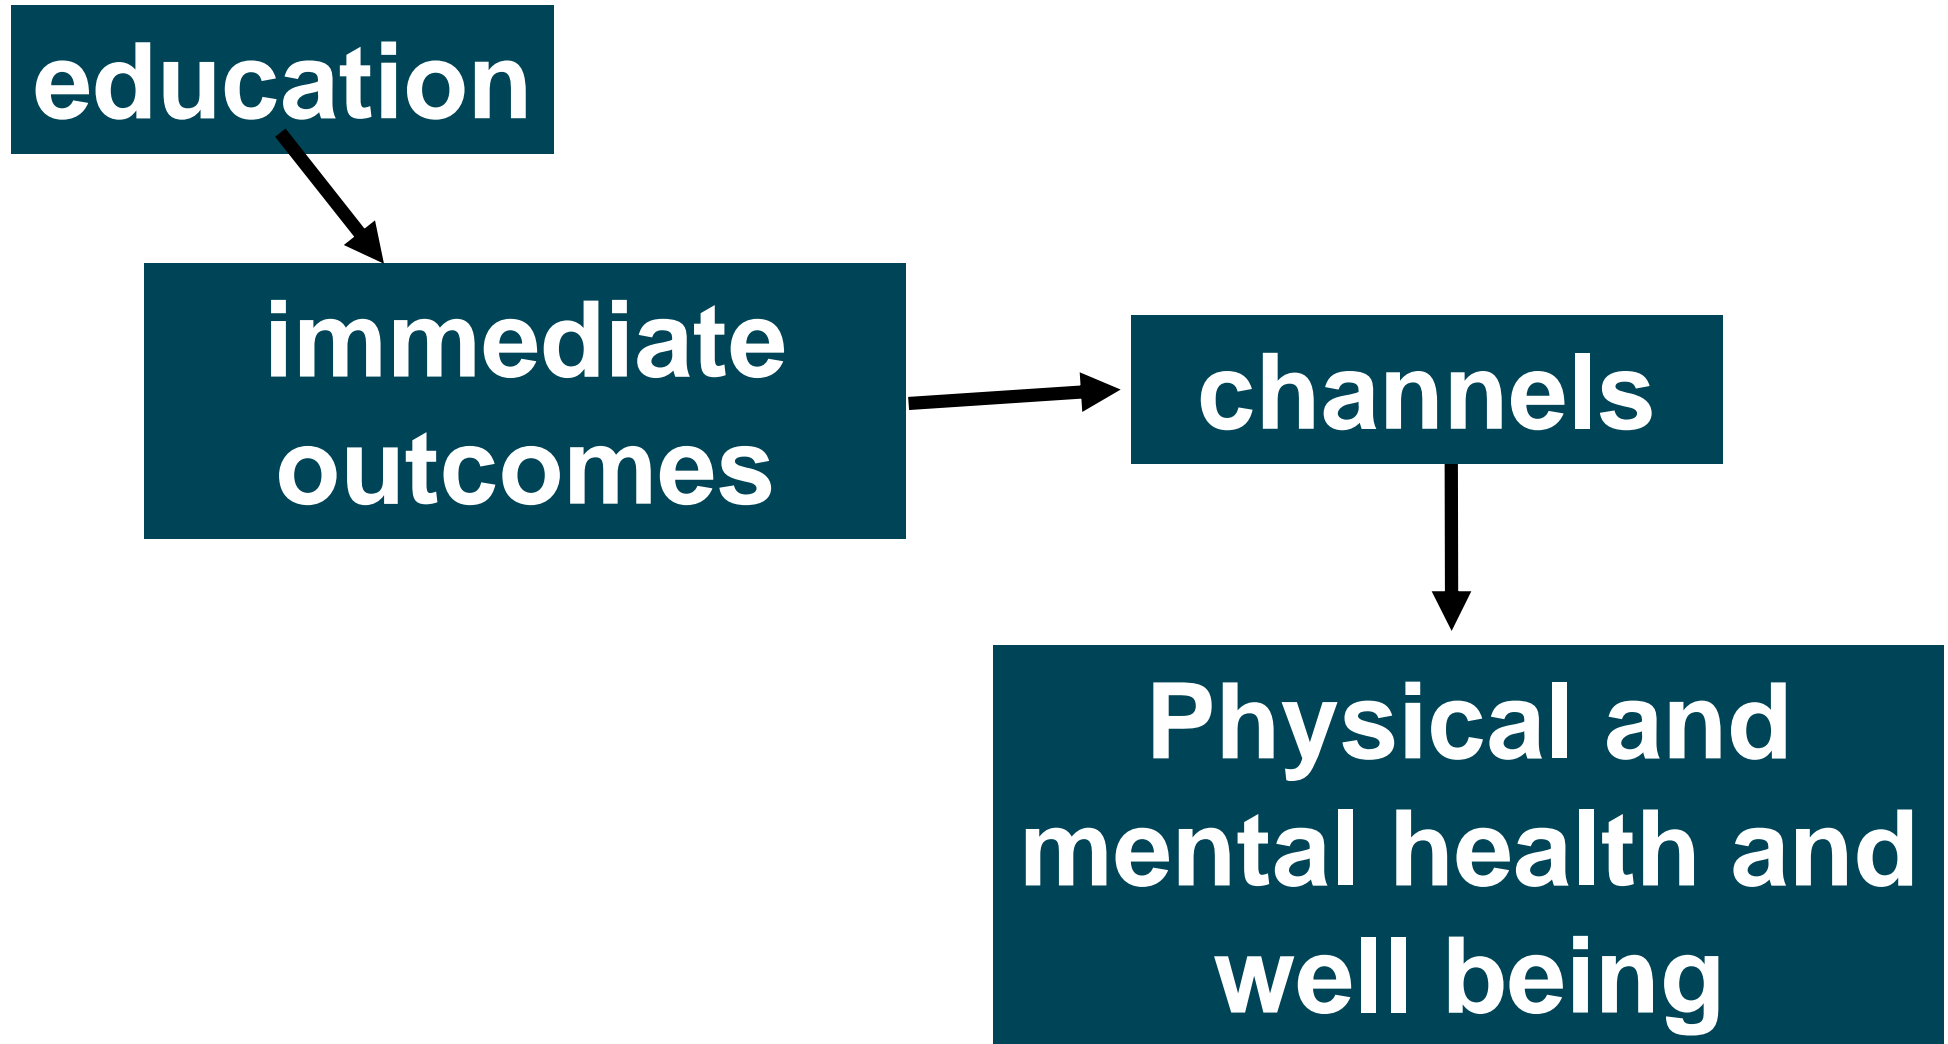 education
immediate
outcomes
channels
Physical and
mental health and
well being